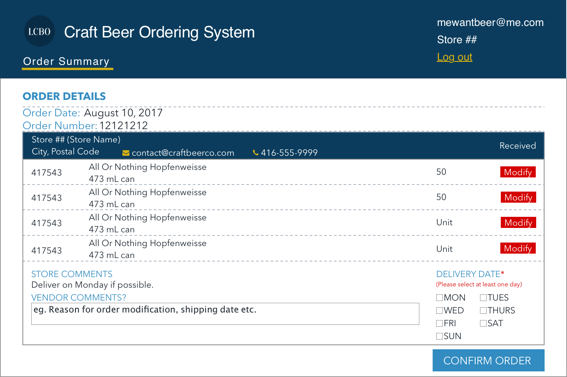 LCBO Craft Beer Ordering System
mewantbeer@me.com
Store ##
Log out
Order Summary
ORDER DETAILS
Order Date: August 10, 2017
Order Number: 12121212
Store ## (Store Name)
City, Postal Code contact@craftbeerco.com 416-555-9999 Received
417543 All Or Nothing Hopfenweisse 50 Modify
473 mL can
417543 All Or Nothing Hopfenweisse 50 Modify
473 mL can
417543 All Or Nothing Hopfenweisse Unit Modify
473 mL can
417543 All Or Nothing Hopfenweisse Unit Modify
473 mL can
STORE COMMENTS
Deliver on Monday if possible.
VENDOR COMMENTS?
eg. Reason for order modification, shipping date etc.
DELIVERY DATE*
(Please select at least one day)
MON TUES
WED THURS
FRI SAT
SUN
CONFIRM ORDER